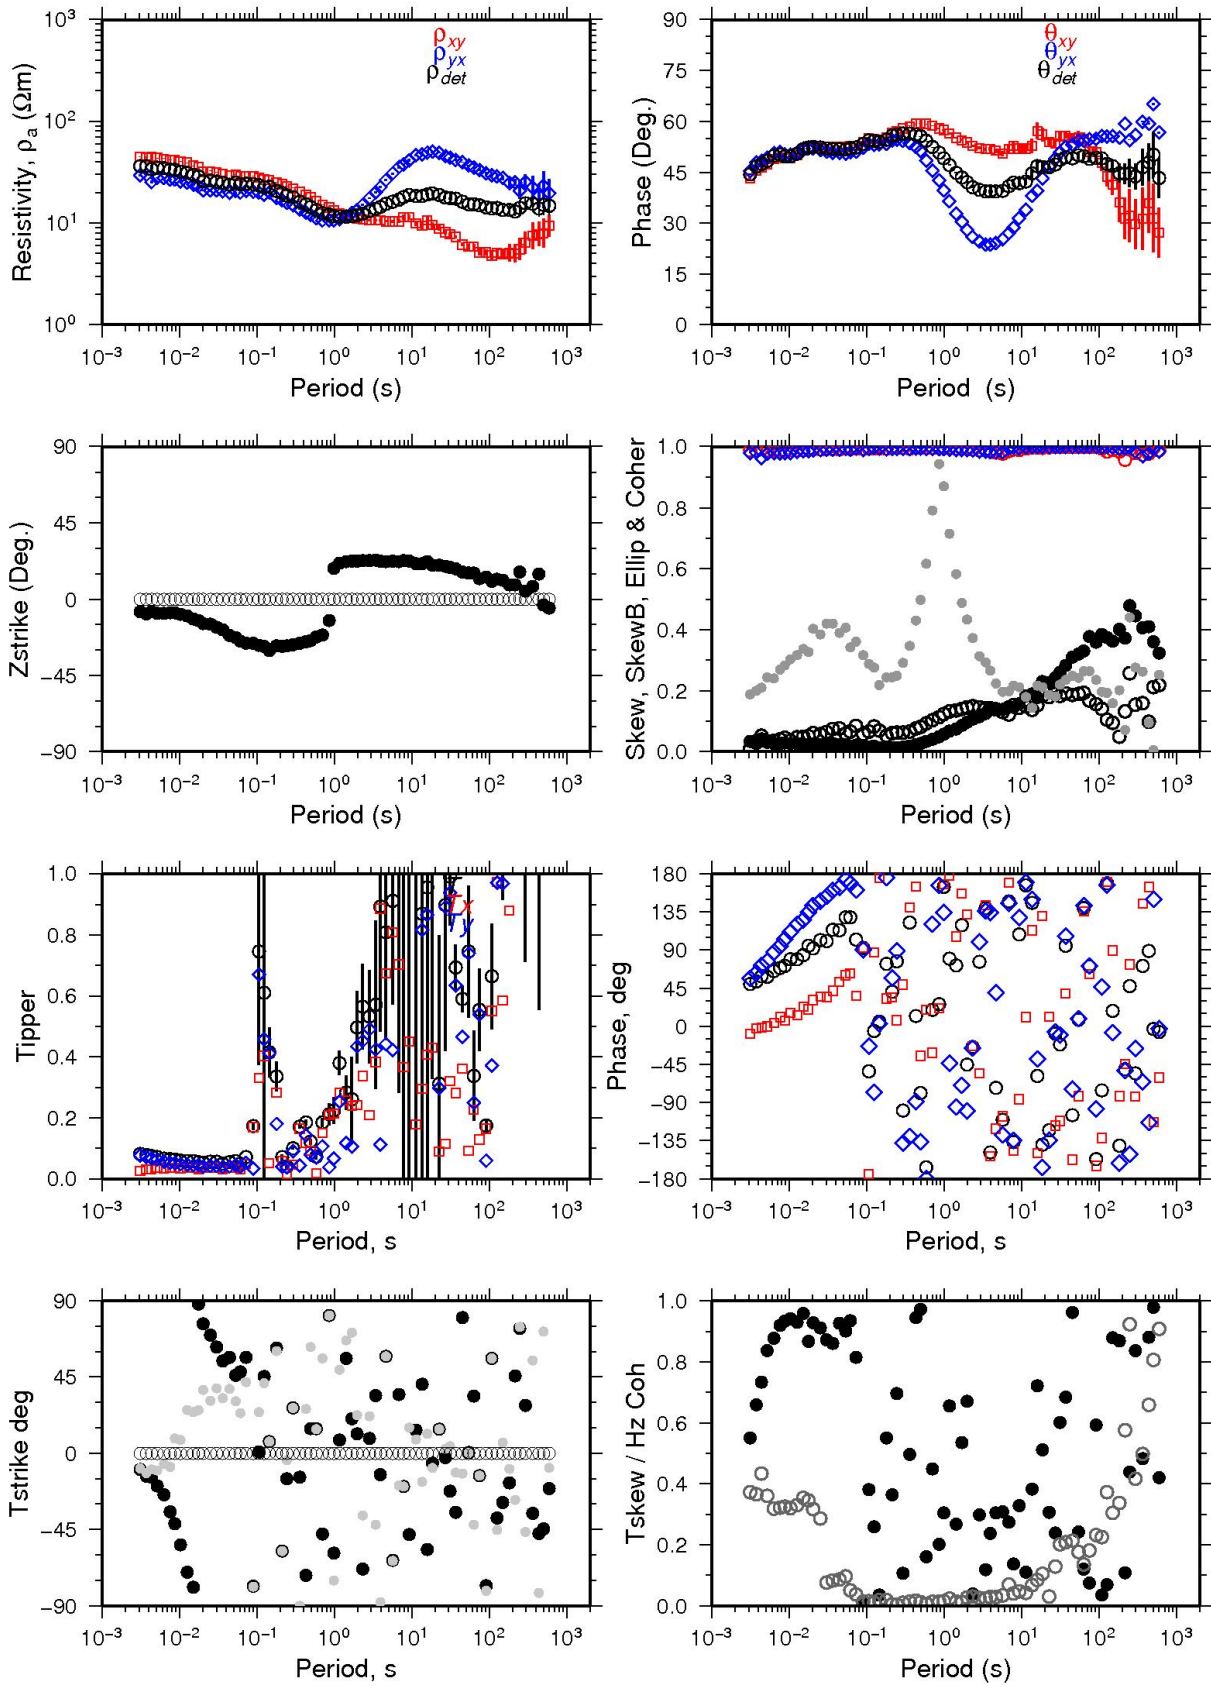 10³
10²
10¹
10⁰
Resistivity, ρₐ (Ωm)
ρxy
ρyx
ρdet
10⁻³ 10⁻² 10⁻¹ 10⁰ 10¹ 10² 10³
Period (s)
90
75
60
45
30
15
0
Phase (Deg.)
θxy
θyx
θdet
10⁻³ 10⁻² 10⁻¹ 10⁰ 10¹ 10² 10³
Period (s)
90
45
0
−45
−90
Zstrike (Deg.)
10⁻³ 10⁻² 10⁻¹ 10⁰ 10¹ 10² 10³
Period (s)
1.0
0.8
0.6
0.4
0.2
0.0
Skew, SkewB, Ellip & Coher
10⁻³ 10⁻² 10⁻¹ 10⁰ 10¹ 10² 10³
Period (s)
1.0
0.8
0.6
0.4
0.2
0.0
Tipper
10⁻³ 10⁻² 10⁻¹ 10⁰ 10¹ 10² 10³
Period, s
180
135
90
45
0
−45
−90
−135
−180
Phase, deg
10⁻³ 10⁻² 10⁻¹ 10⁰ 10¹ 10² 10³
Period, s
90
45
0
−45
−90
Tstrike deg
10⁻³ 10⁻² 10⁻¹ 10⁰ 10¹ 10² 10³
Period, s
1.0
0.8
0.6
0.4
0.2
0.0
Tskew / Hz Coh
10⁻³ 10⁻² 10⁻¹ 10⁰ 10¹ 10² 10³
Period (s)